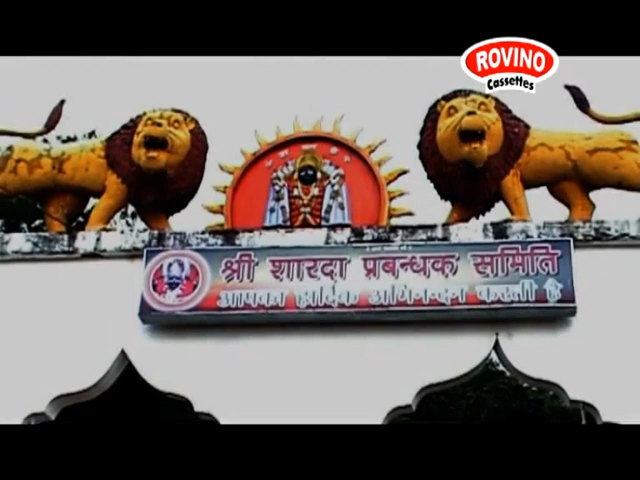 ROVINO
Cassettes
श्री शारदा प्रबन्धक समिति
आपका हार्दिक अभिनन्दन करती है